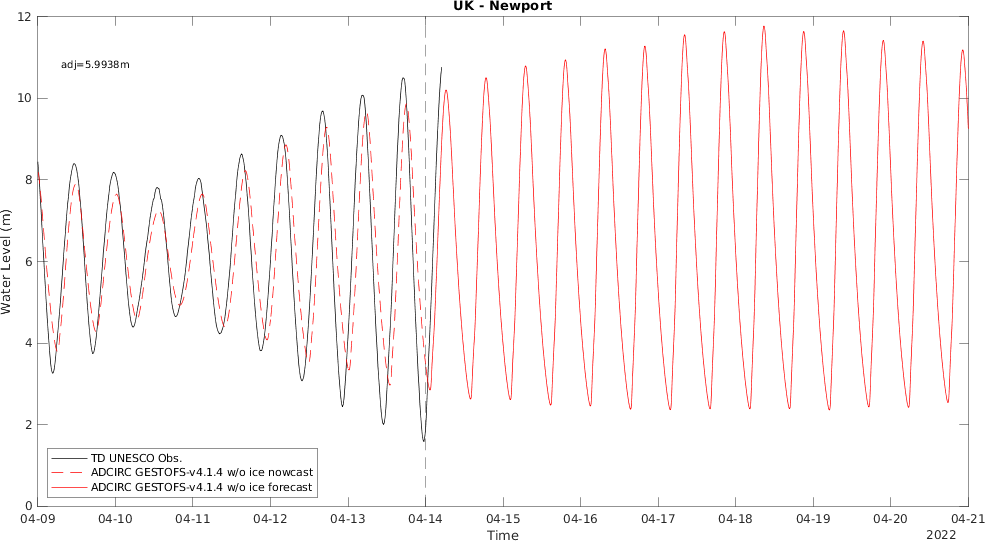 UK - Newport
12
10
8
6
4
2
0
Water Level (m)
adj=5.9938m
TD UNESCO Obs.
ADCIRC GESTOFS-v4.1.4 w/o ice nowcast
ADCIRC GESTOFS-v4.1.4 w/o ice forecast
04-09 04-10 04-11 04-12 04-13 04-14 04-15 04-16 04-17 04-18 04-19 04-20 04-21
Time
2022